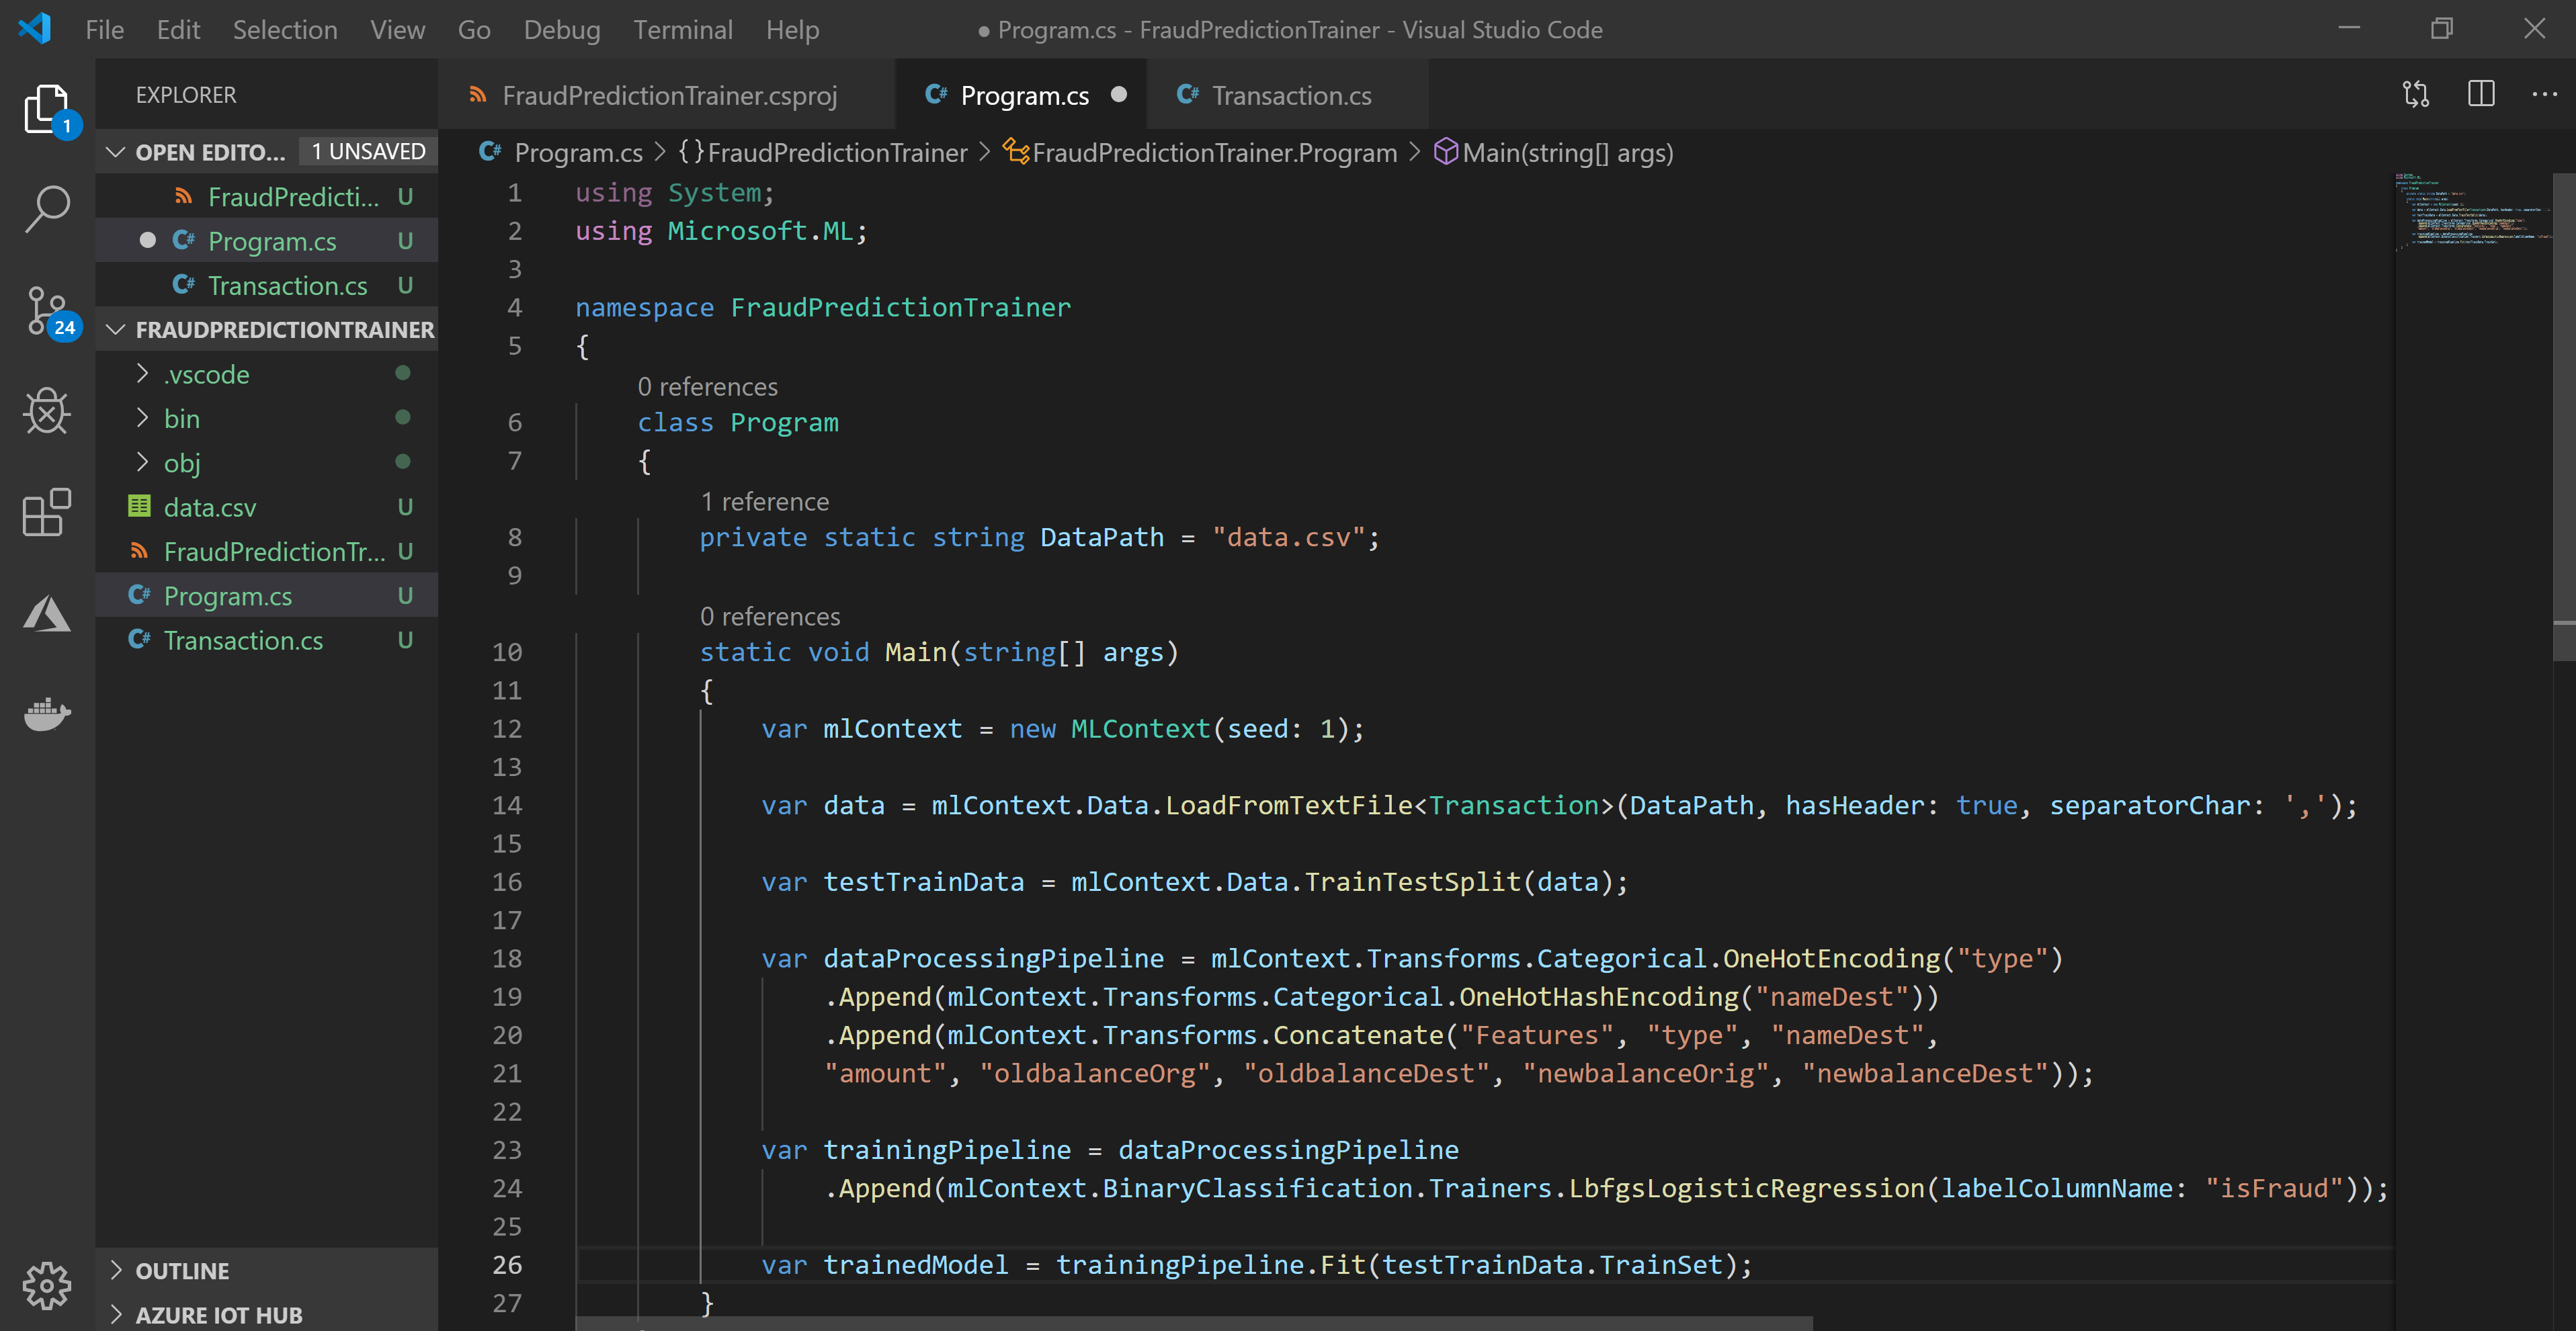 File Edit Selection View Go Debug Terminal Help
● Program.cs - FraudPredictionTrainer - Visual Studio Code
EXPLORER
OPEN EDITO... 1 UNSAVED
FraudPredicti... U
C# Program.cs U
C# Transaction.cs U
FRAUDPREDICTIONTRAINER
.vscode
bin
obj
data.csv U
FraudPredictionTr... U
C# Program.cs U
C# Transaction.cs U
OUTLINE
AZURE IOT HUB
1
24
FraudPredictionTrainer.csproj
C# Program.cs
C# Transaction.cs
C# Program.cs > {} FraudPredictionTrainer > FraudPredictionTrainer.Program > Main(string[] args)
1 using System;
2 using Microsoft.ML;
3
4 namespace FraudPredictionTrainer
5 {
0 references
6 class Program
7 {
1 reference
8 private static string DataPath = "data.csv";
9
0 references
10 static void Main(string[] args)
11 {
12 var mlContext = new MLContext(seed: 1);
13
14 var data = mlContext.Data.LoadFromTextFile<Transaction>(DataPath, hasHeader: true, separatorChar: ',');
15
16 var testTrainData = mlContext.Data.TrainTestSplit(data);
17
18 var dataProcessingPipeline = mlContext.Transforms.Categorical.OneHotEncoding("type")
19 .Append(mlContext.Transforms.Categorical.OneHotHashEncoding("nameDest"))
20 .Append(mlContext.Transforms.Concatenate("Features", "type", "nameDest",
21 "amount", "oldbalanceOrg", "oldbalanceDest", "newbalanceOrig", "newbalanceDest"));
22
23 var trainingPipeline = dataProcessingPipeline
24 .Append(mlContext.BinaryClassification.Trainers.LbfgsLogisticRegression(labelColumnName: "isFraud"));
25
26 var trainedModel = trainingPipeline.Fit(testTrainData.TrainSet);
27 }